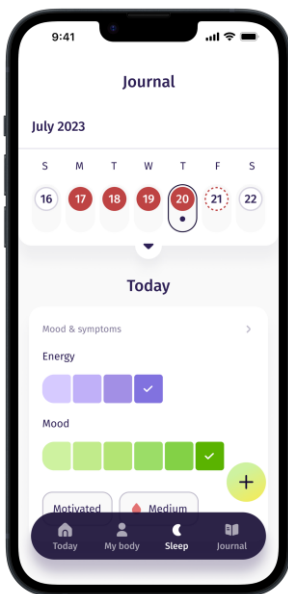 9:41
Journal
July 2023
S M T W T F S
16 17 18 19 20 21 22
Today
Mood & symptoms
Energy
Mood
Motivated Medium
Today My body Sleep Journal